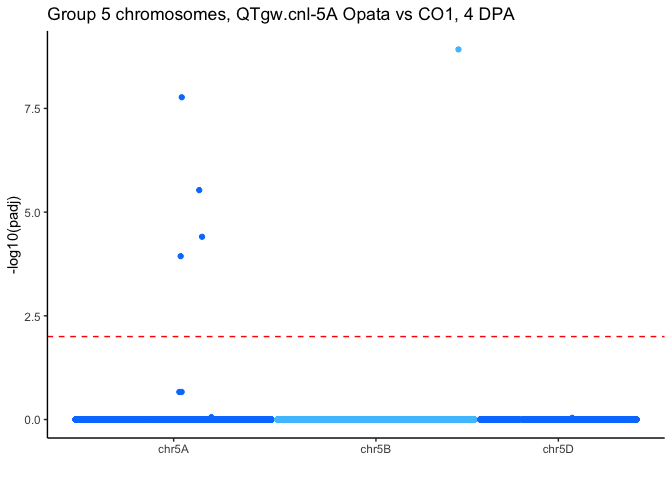 Group 5 chromosomes, QTgw.cnl-5A Opata vs CO1, 4 DPA
-log10(padj)
7.5
5.0
2.5
0.0
chr5A chr5B chr5D